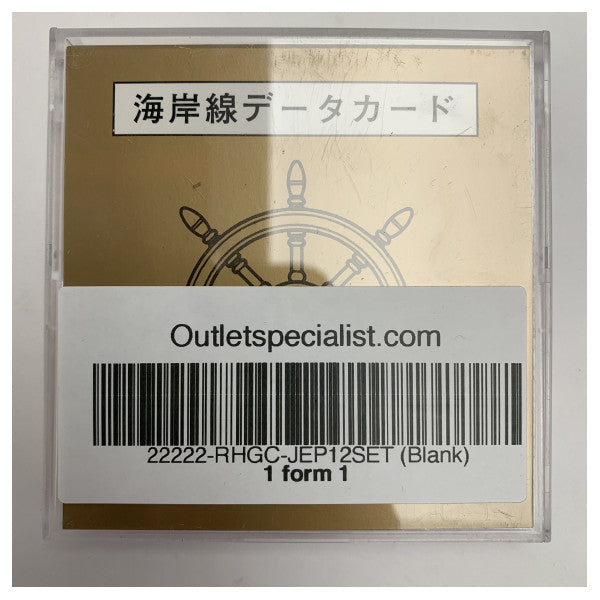 海岸線データカード
Outletspecialist.com
22222-RHGC-JEP12SET (Blank)
1 form 1